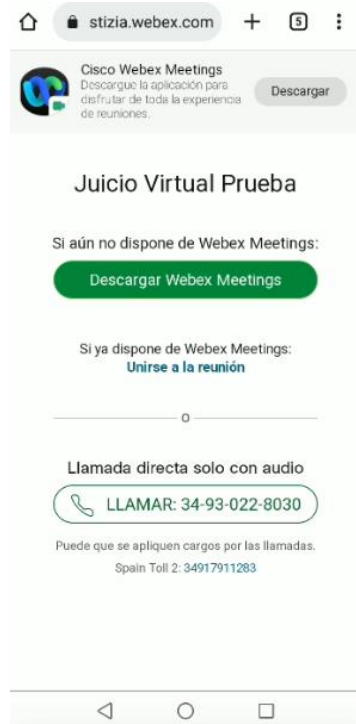 stizia.webex.com
5
Cisco Webex Meetings
Descargue la aplicación para
disfrutar de toda la experiencia
de reuniones.
Descargar
Juicio Virtual Prueba
Si aún no dispone de Webex Meetings:
Descargar Webex Meetings
Si ya dispone de Webex Meetings:
Unirse a la reunión
o
Llamada directa solo con audio
LLAMAR: 34-93-022-8030
Puede que se apliquen cargos por las llamadas.
Spain Toll 2: 34917911283